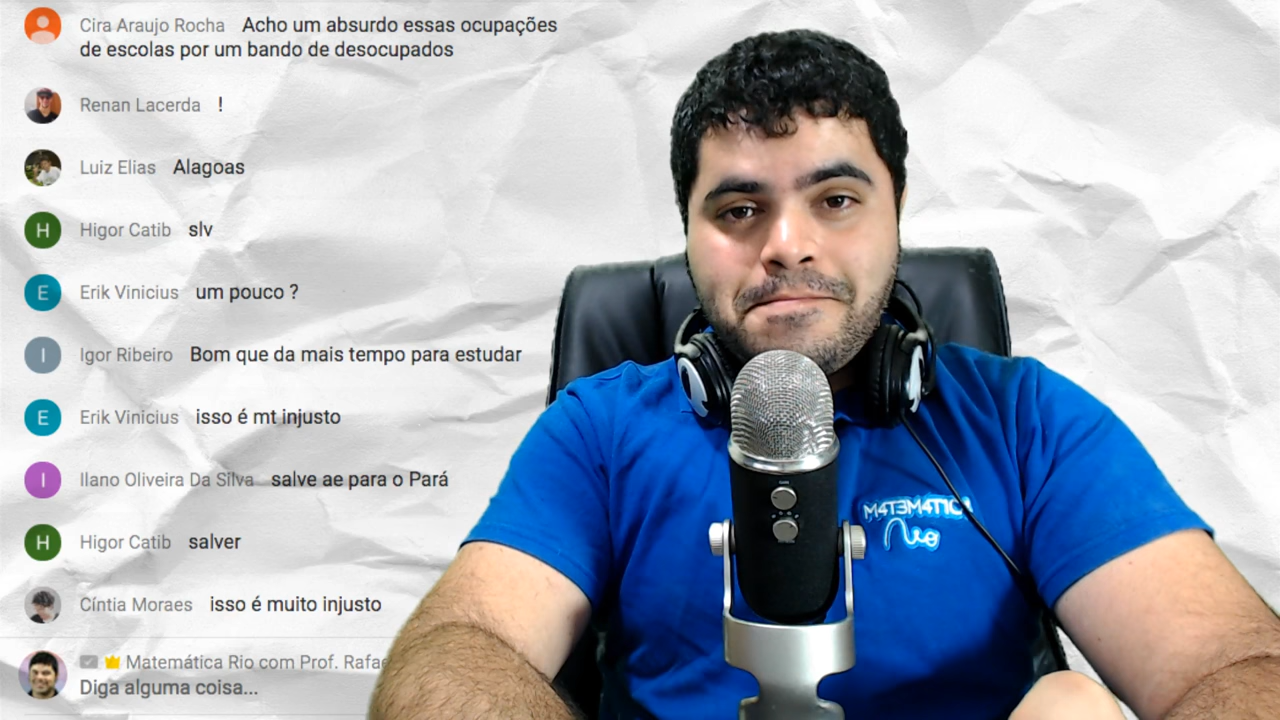 Cira Araujo Rocha Acho um absurdo essas ocupações
de escolas por um bando de desocupados
Renan Lacerda !
Luiz Elias Alagoas
H Higor Catib slv
E Erik Vinicius um pouco ?
I Igor Ribeiro Bom que da mais tempo para estudar
E Erik Vinicius isso é mt injusto
I Ilano Oliveira Da Silva salve ae para o Pará
H Higor Catib salver
Cíntia Moraes isso é muito injusto
Matemática Rio com Prof. Rafae
Diga alguma coisa...
M4T3M4T1C4
Rio